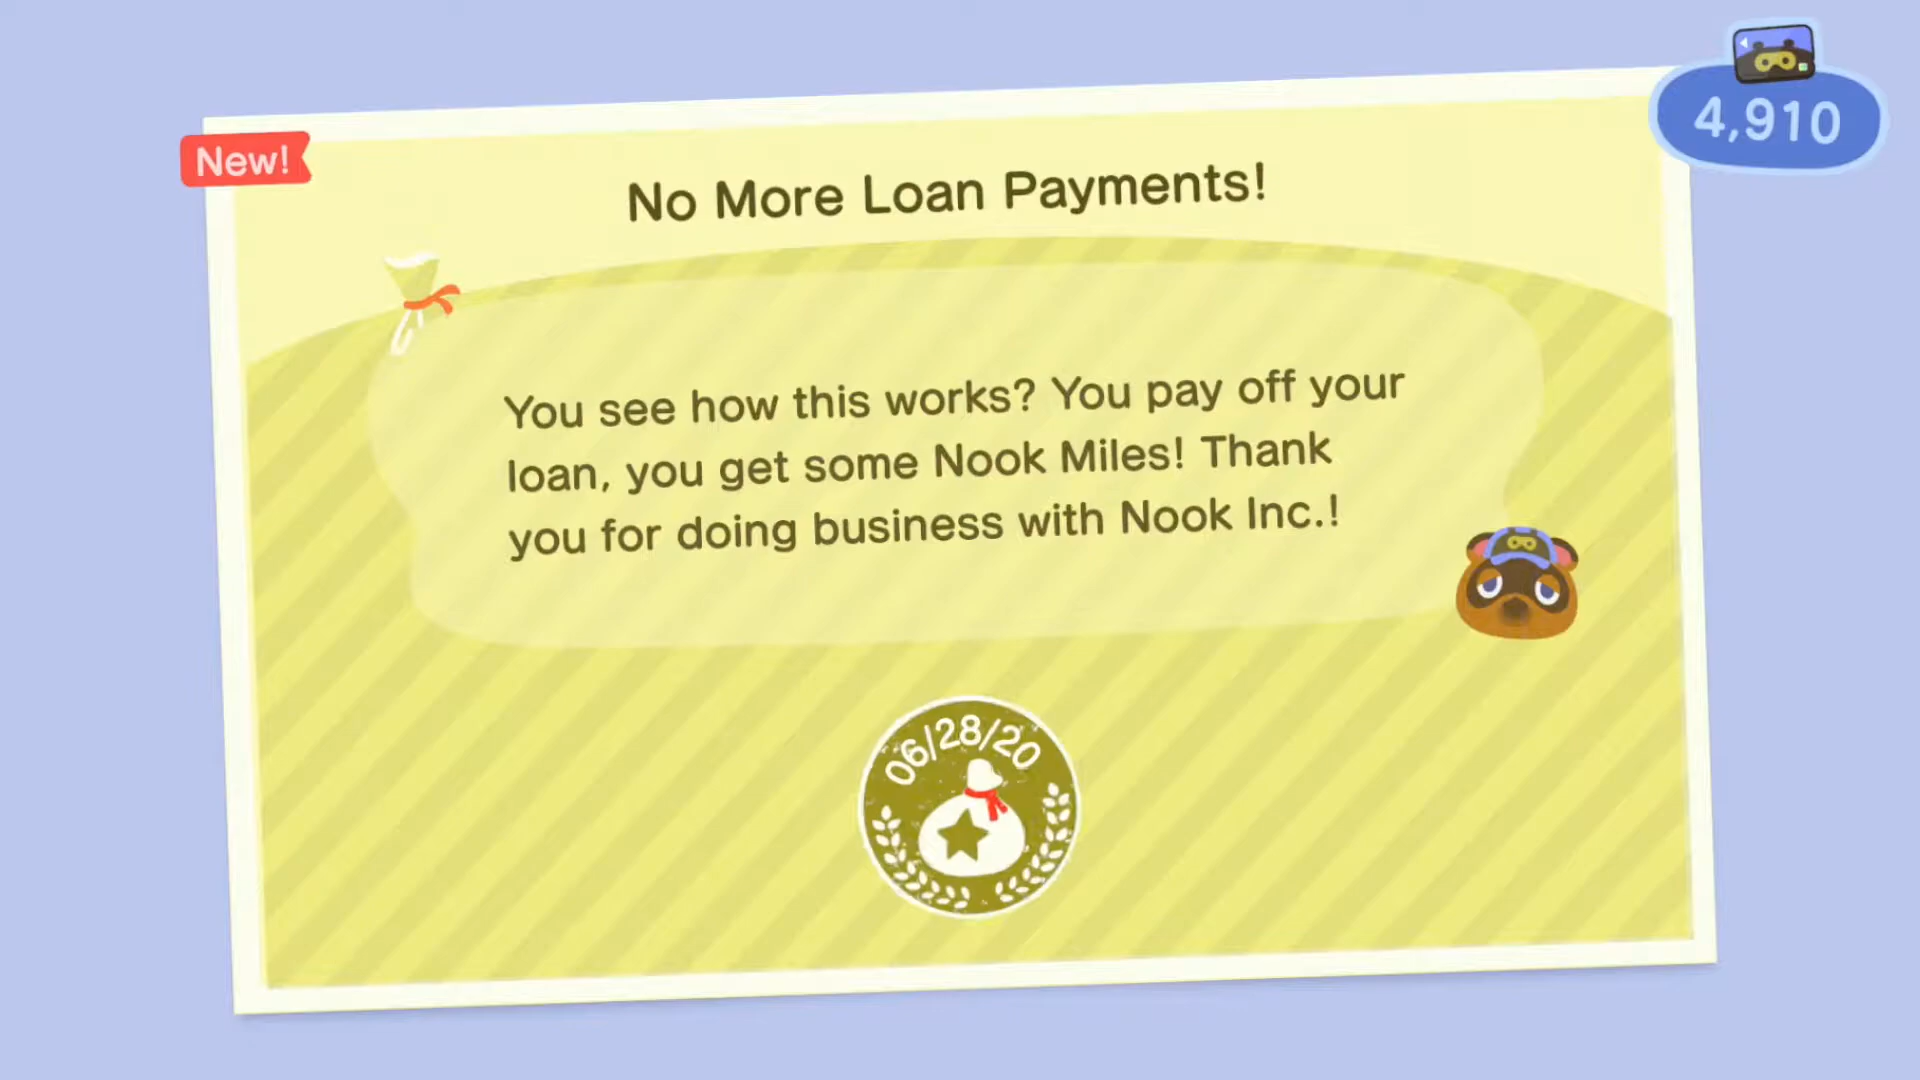 4,910
New!
No More Loan Payments!
You see how this works? You pay off your
loan, you get some Nook Miles! Thank
you for doing business with Nook Inc.!
06/28/20